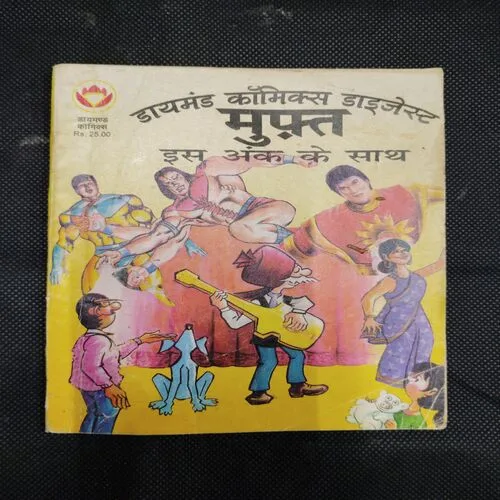 डायमंड कॉमिक्स डाइजेस्ट
मुफ़्त
इस अंक के साथ
डायमण्ड
कॉमिक्स
Rs. 25.00